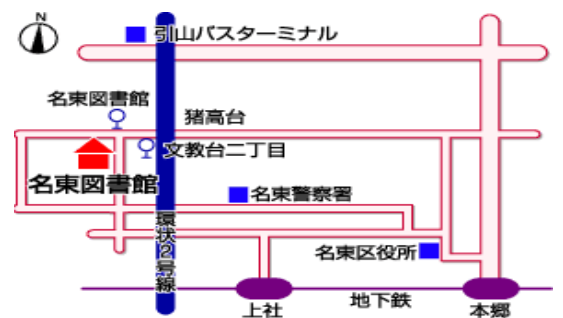 N
引山バスターミナル
名東図書館
猪高台
文教台二丁目
名東図書館
名東警察署
環状2号線
名東区役所
地下鉄
上社
本郷